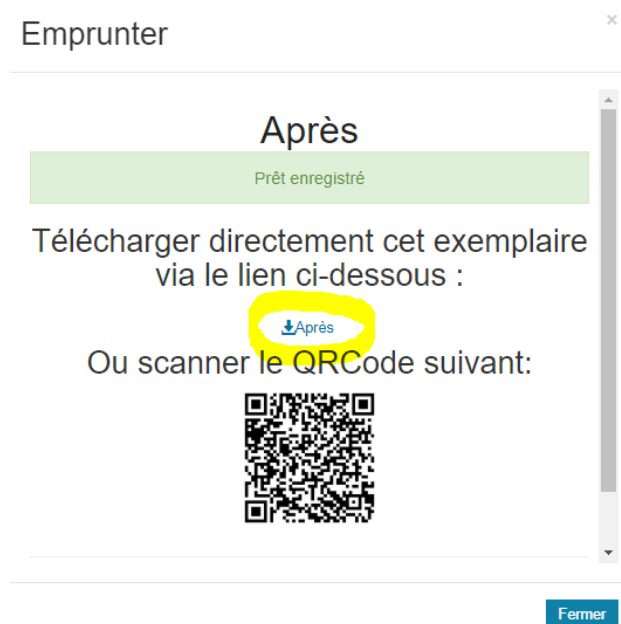 Emprunter
×
Après
Prêt enregistré
Télécharger directement cet exemplaire
via le lien ci-dessous :
Après
Ou scanner le QRCode suivant:
Fermer